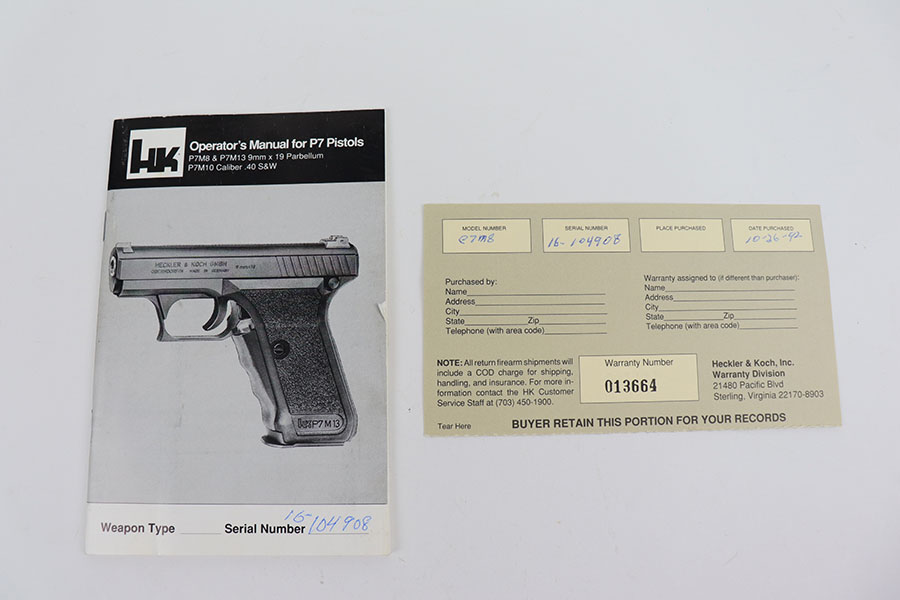 HK
Operator's Manual for P7 Pistols
P7M8 & P7M13 9mm x 19 Parbellum
P7M10 Caliber .40 S&W
HECKLER & KOCH GMBH
MADE IN GERMANY
HK P7 M 13
Weapon Type ______ Serial Number 16-104908
MODEL NUMBER
P7M8
SERIAL NUMBER
16-104908
PLACE PURCHASED
DATE PURCHASED
10-26-92
Purchased by:
Name
Address
City
State Zip
Telephone (with area code)
Warranty assigned to (if different than purchaser):
Name
Address
City
State Zip
Telephone (with area code)
NOTE: All return firearm shipments will
include a COD charge for shipping,
handling, and insurance. For more in-
formation contact the HK Customer
Service Staff at (703) 450-1900.
Warranty Number
013664
Heckler & Koch, Inc.
Warranty Division
21480 Pacific Blvd
Sterling, Virginia 22170-8903
Tear Here
BUYER RETAIN THIS PORTION FOR YOUR RECORDS